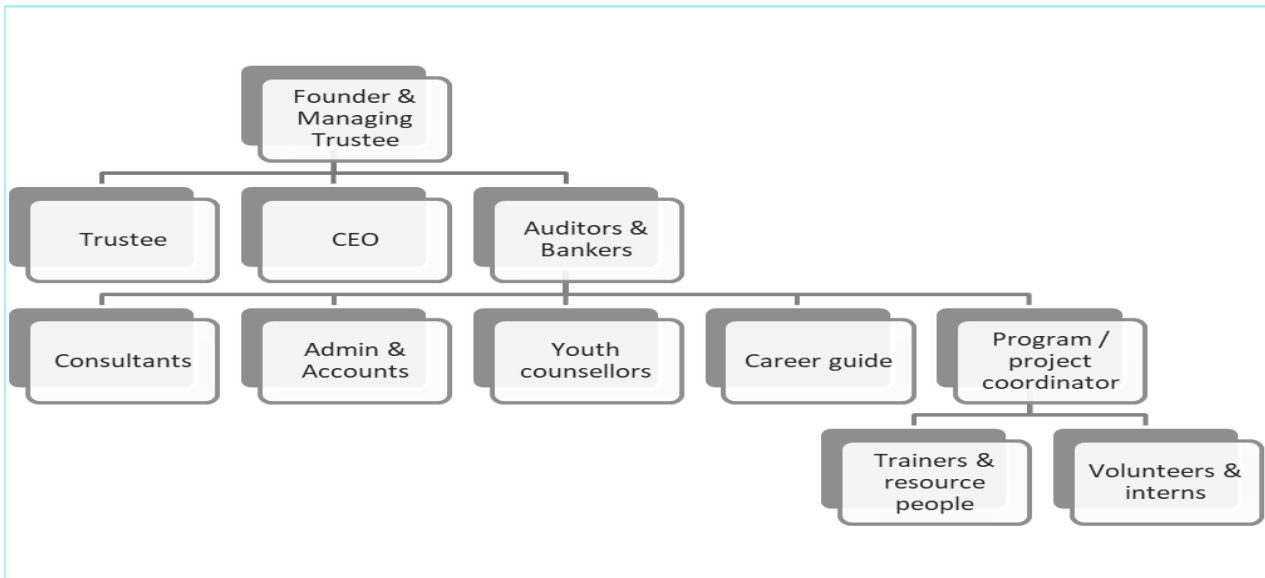 Founder &
Managing
Trustee
Trustee
CEO
Auditors &
Bankers
Consultants
Admin &
Accounts
Youth
counsellors
Career guide
Program /
project
coordinator
Trainers &
resource
people
Volunteers &
interns